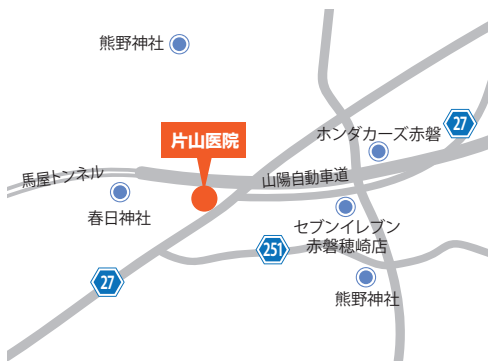 熊野神社
27
片山医院
ホンダカーズ赤磐
馬屋トンネル
山陽自動車道
春日神社
セブンイレブン
赤磐穂崎店
251
27
熊野神社